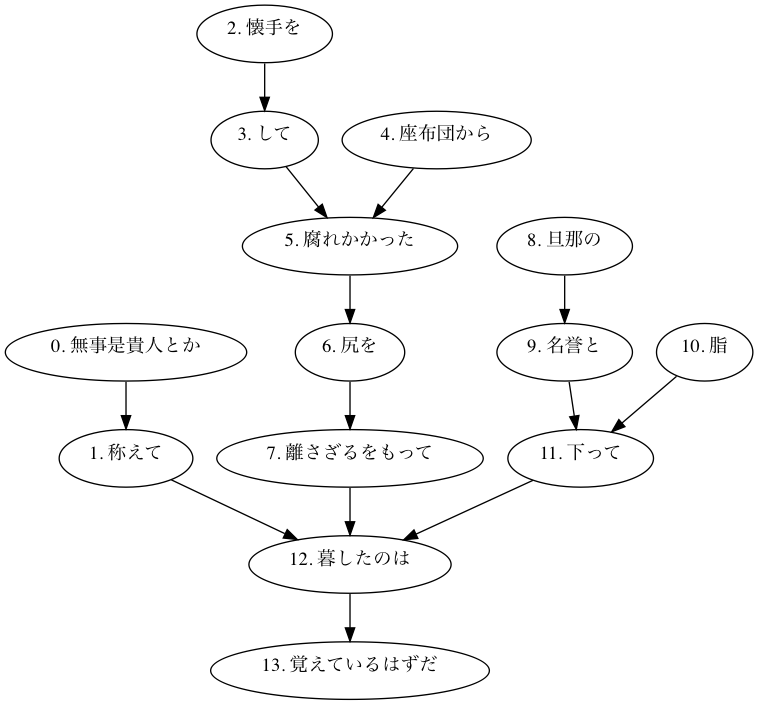 2. 懐手を
3. して
4. 座布団から
5. 腐れかかった
8. 旦那の
0. 無事是貴人とか
6. 尻を
9. 名誉と
10. 脂
1. 称えて
7. 離さざるをもって
11. 下って
12. 暮したのは
13. 覚えているはずだ